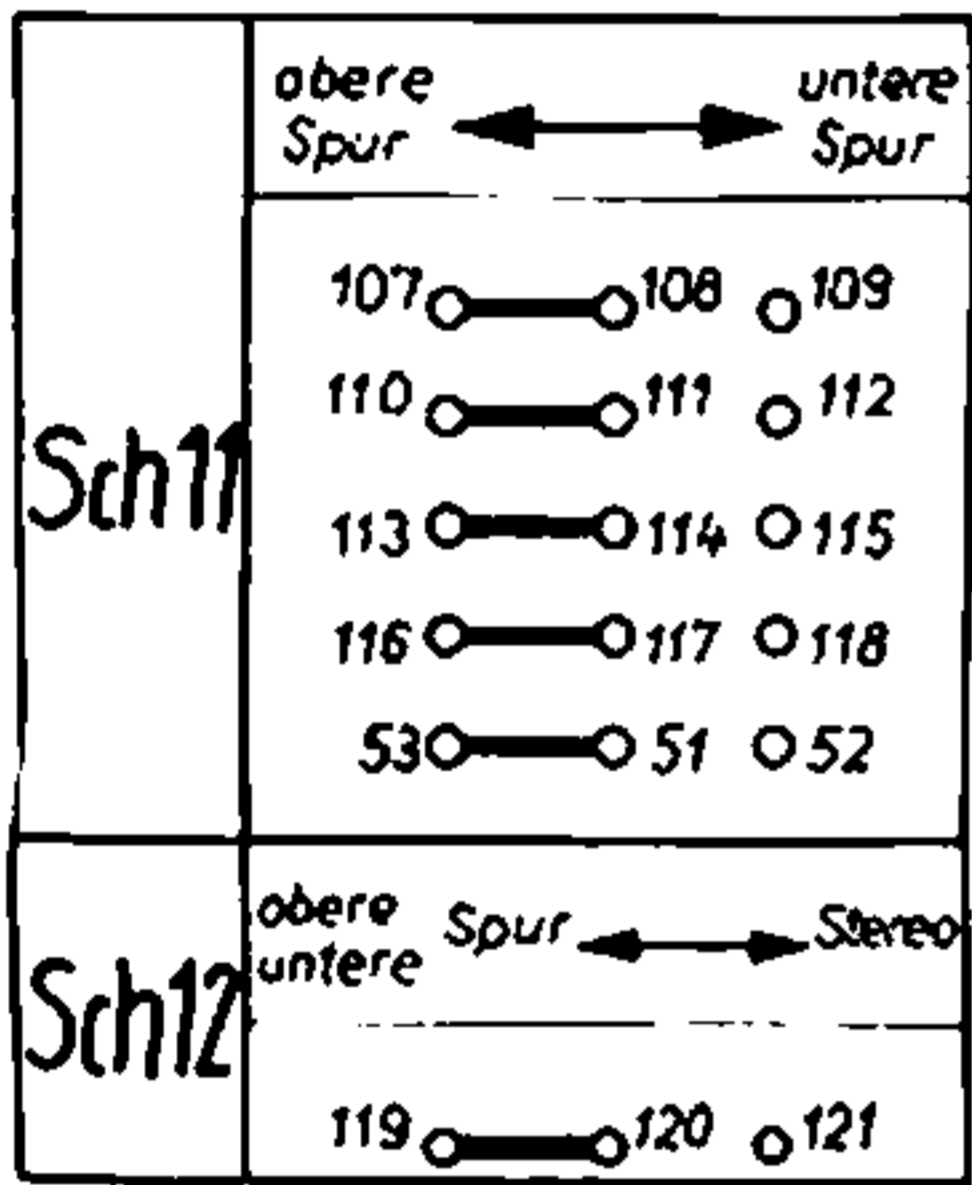 obere untere
Spur Spur
107 108 109
110 111 112
Sch11
113 114 115
116 117 118
53 51 52
obere Spur Stereo
untere
Sch12
119 120 121